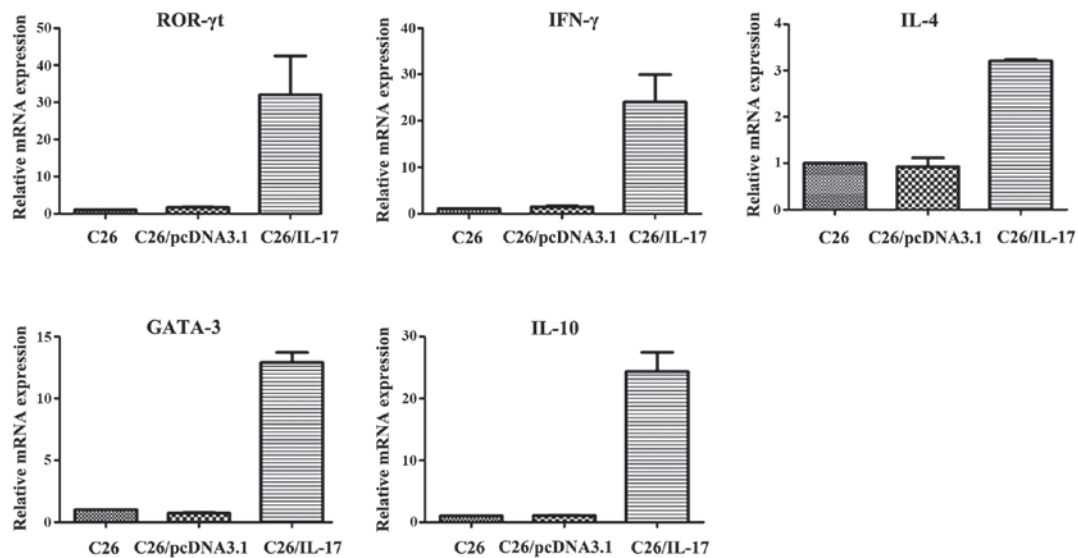 ROR-γt
Relative mRNA expression
50
40
30
20
10
0
C26 C26/pcDNA3.1 C26/IL-17
IFN-γ
Relative mRNA expression
40
30
20
10
0
C26 C26/pcDNA3.1 C26/IL-17
IL-4
Relative mRNA expression
4
3
2
1
0
C26 C26/pcDNA3.1 C26/IL-17
GATA-3
Relative mRNA expression
15
10
5
0
C26 C26/pcDNA3.1 C26/IL-17
IL-10
Relative mRNA expression
30
20
10
0
C26 C26/pcDNA3.1 C26/IL-17